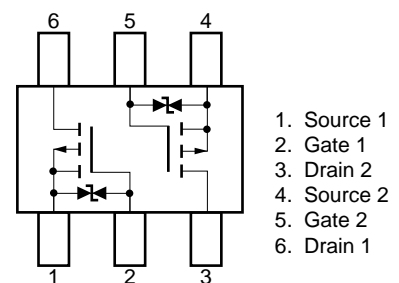 6 5 4
1. Source 1
2. Gate 1
3. Drain 2
4. Source 2
5. Gate 2
6. Drain 1
1 2 3